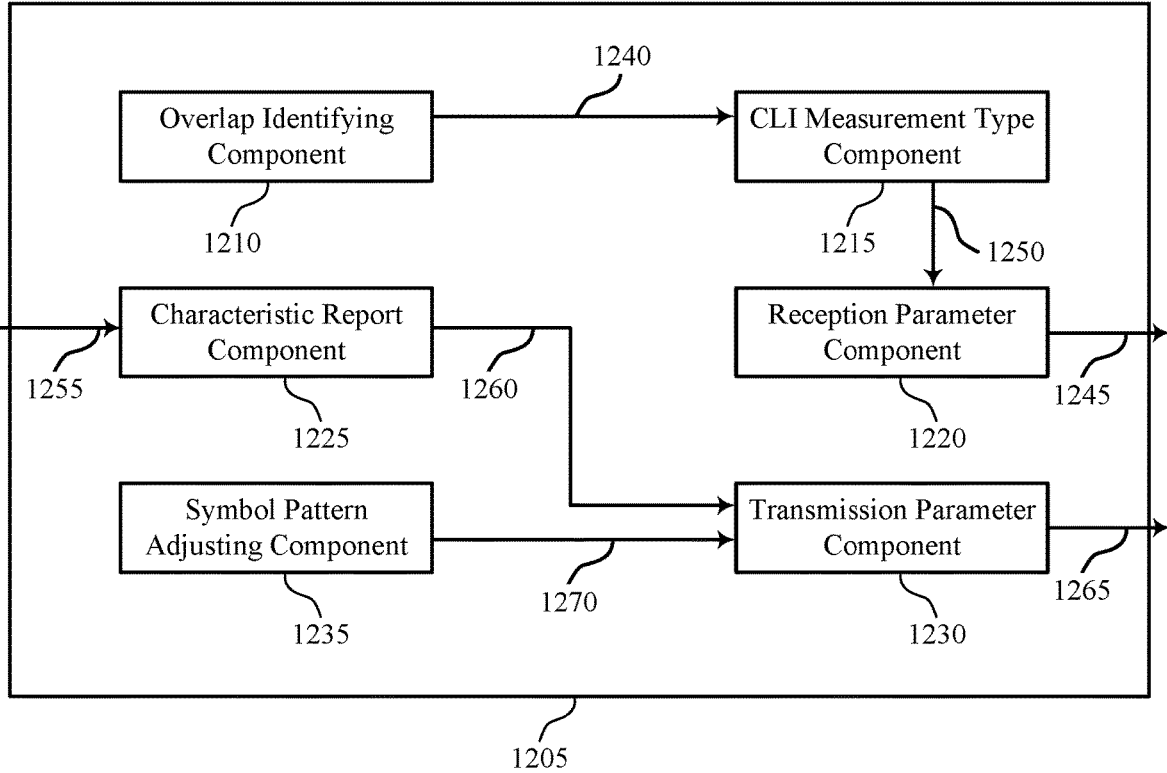 1240
Overlap Identifying
Component
CLI Measurement Type
Component
1210
1215
1250
Characteristic Report
Component
Reception Parameter
Component
1255
1260
1245
1225
1220
Symbol Pattern
Adjusting Component
Transmission Parameter
Component
1270
1265
1235
1230
1205